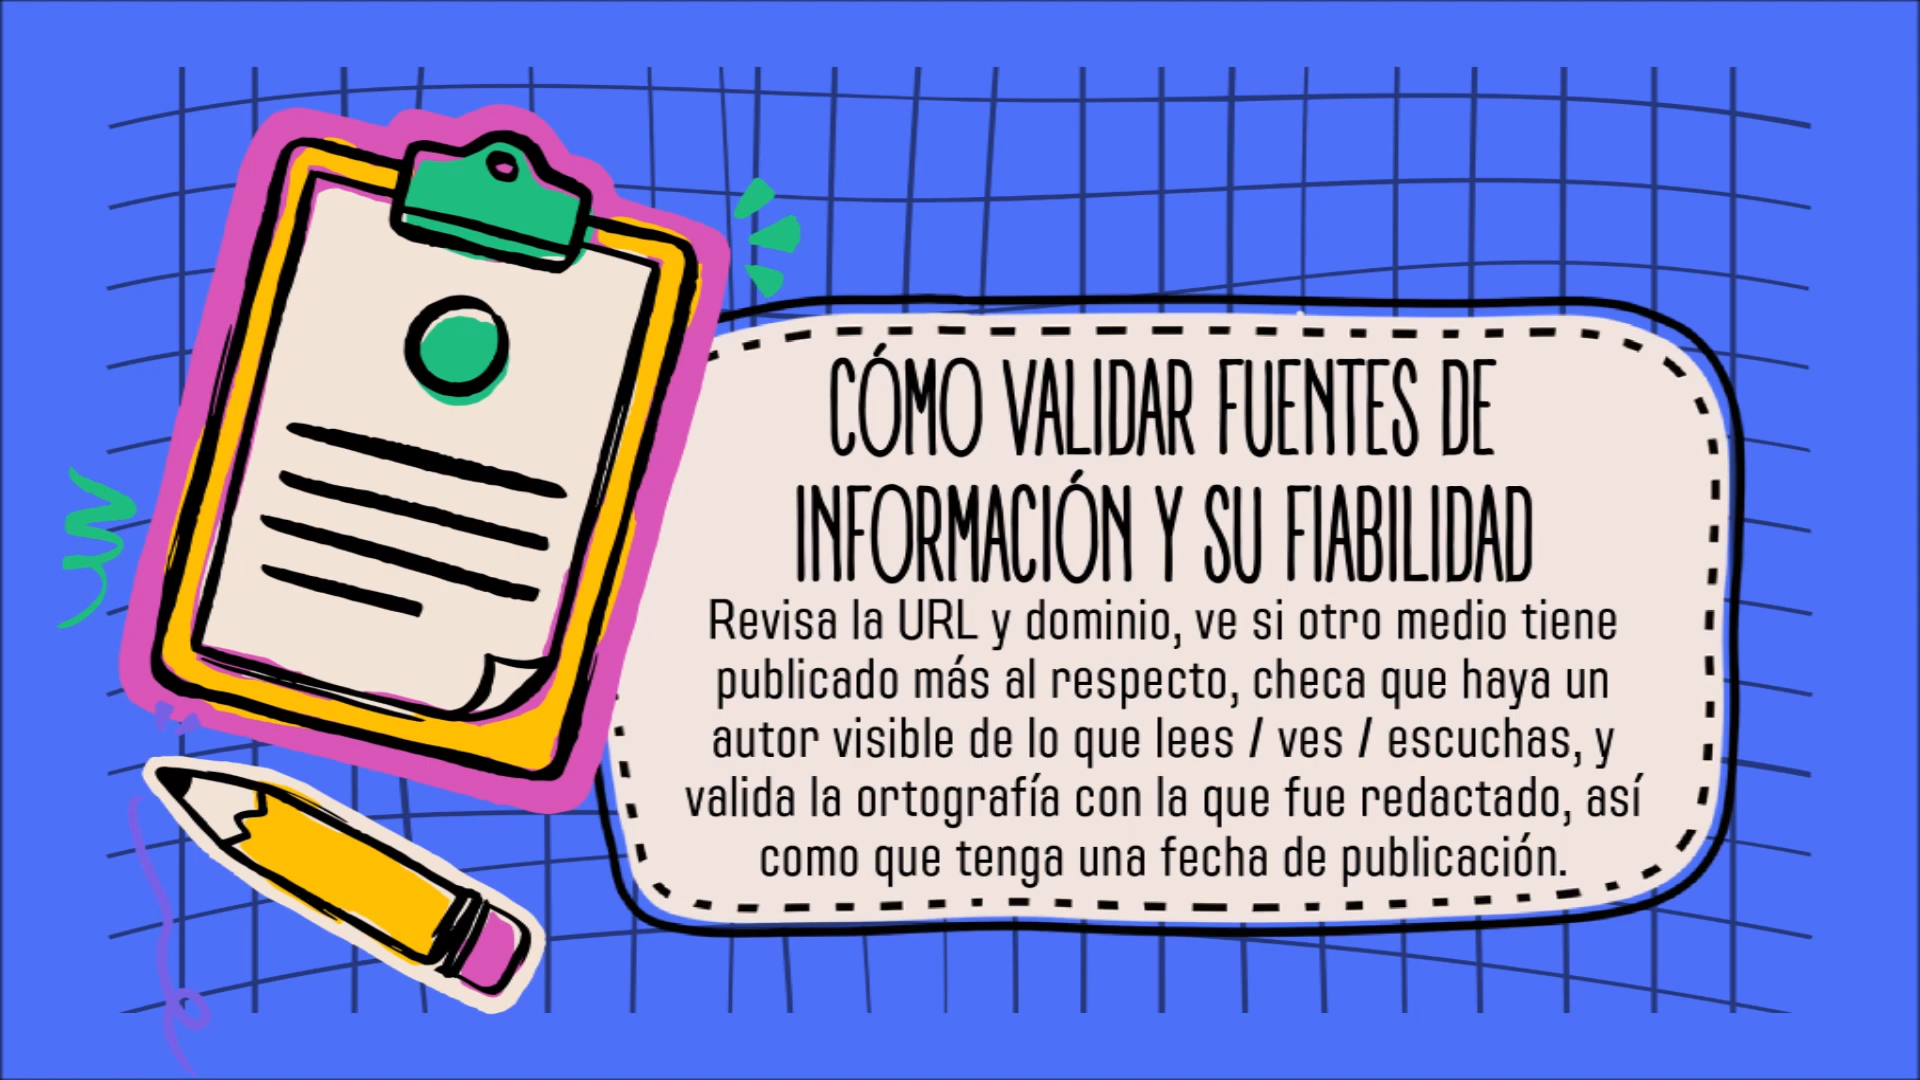 CÓMO VALIDAR FUENTES DE
INFORMACIÓN Y SU FIABILIDAD
Revisa la URL y dominio, ve si otro medio tiene
publicado más al respecto, checa que haya un
autor visible de lo que lees / ves / escuchas, y
valida la ortografía con la que fue redactado, así
como que tenga una fecha de publicación.